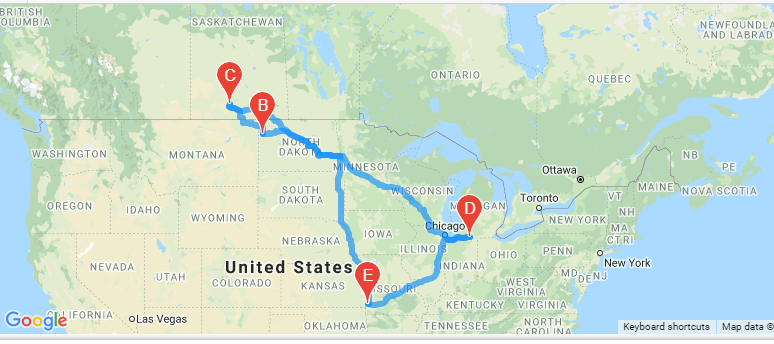 BRITISH
COLUMBIA
SASKATCHEWAN
NEWFOUNDLAND
AND LABRAD
ONTARIO
QUEBEC
C
B
WASHINGTON
MONTANA
NORTH
DAKOTA
MINNESOTA
Ottawa
NB
PE
MAINE
NOVA SCOTIA
OREGON
IDAHO
SOUTH
DAKOTA
WISCONSIN
MICHIGAN
D
Toronto
VT
NH
WYOMING
NEW YORK
IOWA
Chicago
MA
CT RI
NEBRASKA
ILLINOIS
INDIANA
OHIO
PENN
NEW YORK
NEVADA
UTAH
COLORADO
United States
KANSAS
E
MISSOURI
WEST
VIRGINIA
MD
DE
NJ
New York
CALIFORNIA
Las Vegas
OKLAHOMA
KENTUCKY
VIRGINIA
TENNESSEE
NORTH
CAROLINA
Google
Keyboard shortcuts
Map data ©